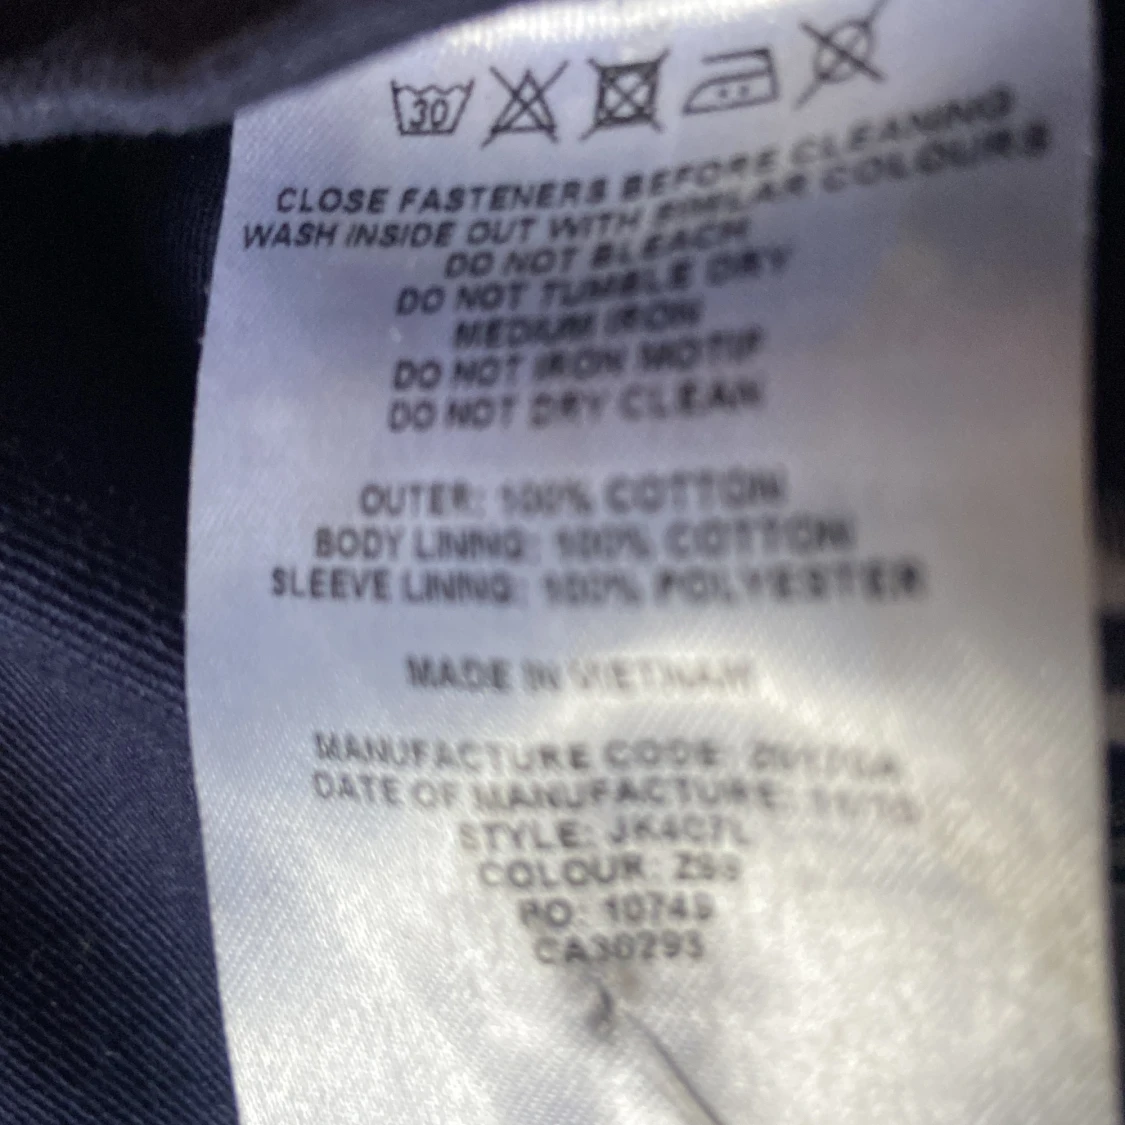 30
CLOSE FASTENERS BEFORE CLEANING
WASH INSIDE OUT WITH SIMILAR COLOURS
DO NOT BLEACH
DO NOT TUMBLE DRY
MEDIUM IRON
DO NOT IRON MOTIF
DO NOT DRY CLEAN
OUTER: 100% COTTON
BODY LINING: 100% COTTON
SLEEVE LINING: 100% POLYESTER
MADE IN VIETNAM
MANUFACTURE CODE:
DATE OF MANUFACTURE:
STYLE: JK4C7L
COLOUR:
PO: 10749
CA30293